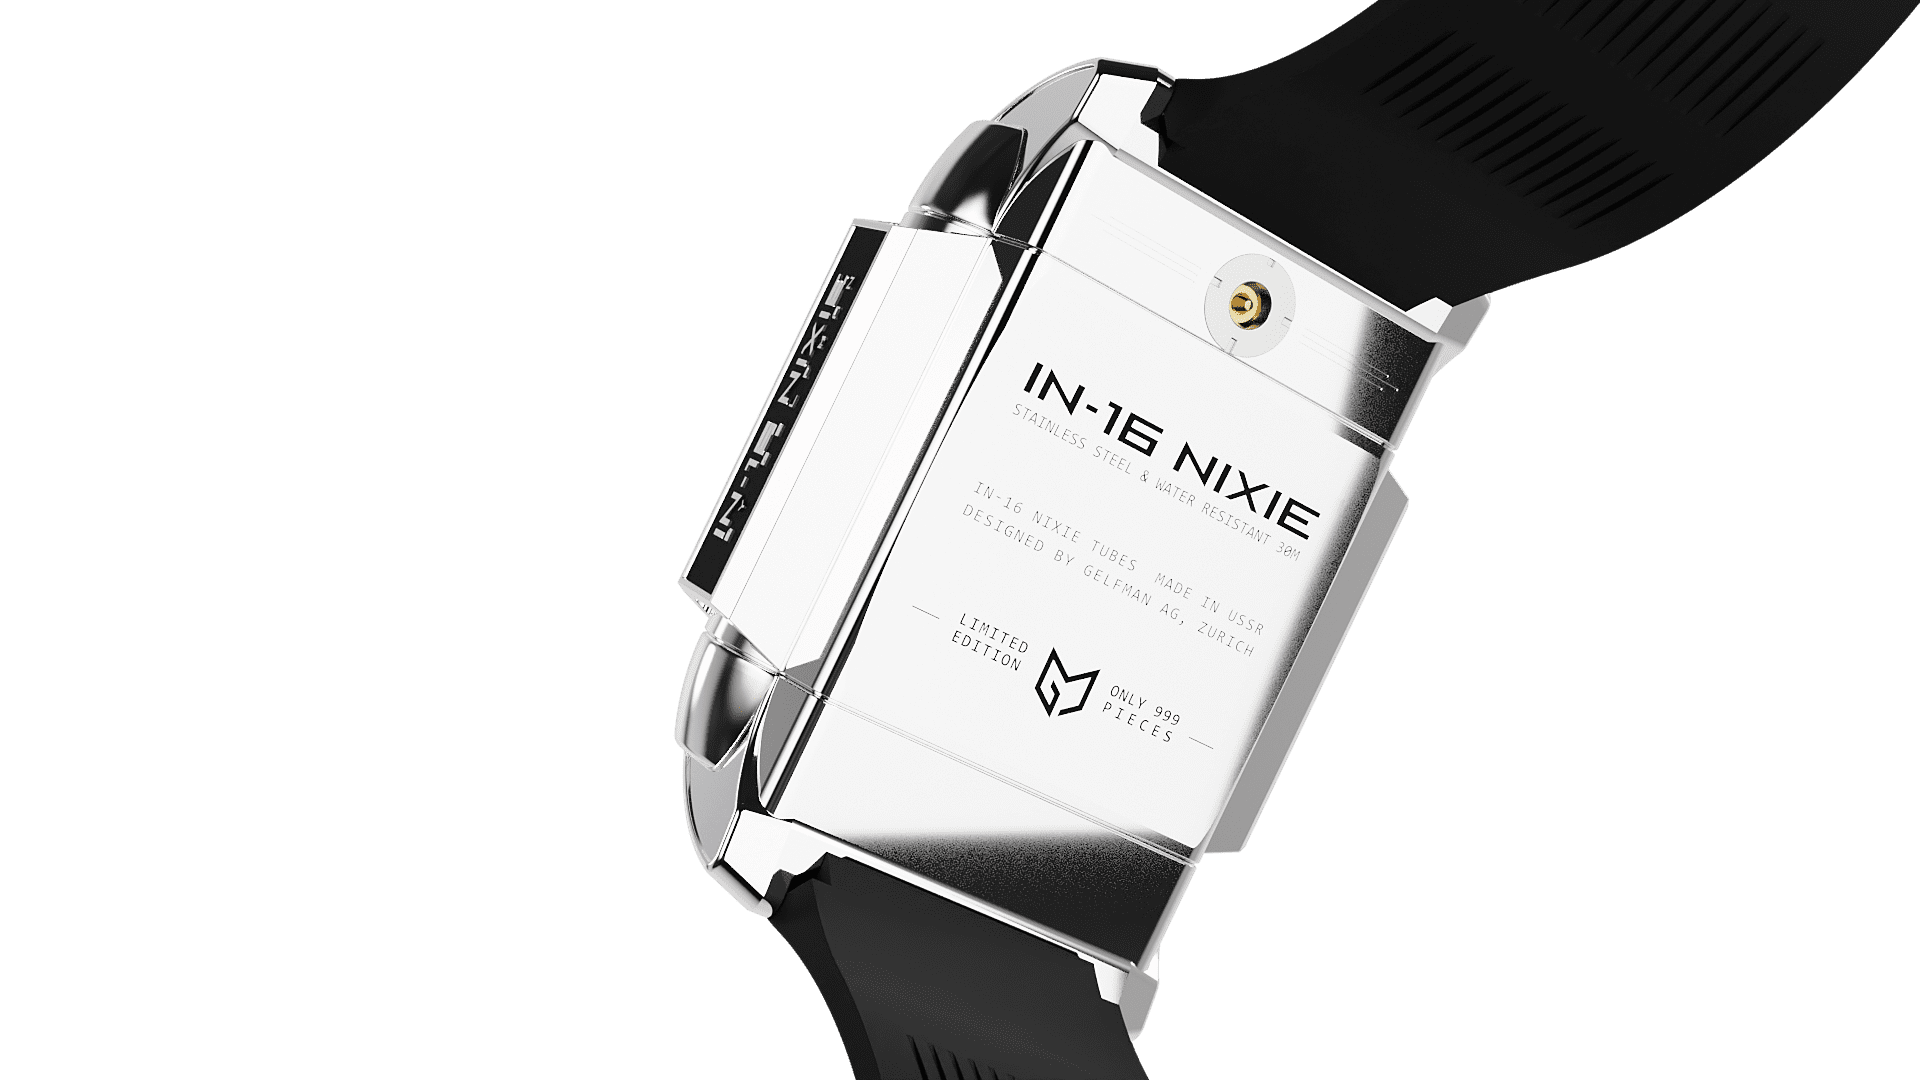 IN-16 NIXIE
STAINLESS STEEL & WATER RESISTANT 30M
IN-16 NIXIE TUBES MADE IN USSR
DESIGNED BY GELFMAN AG, ZURICH
LIMITED
EDITION
ONLY 999
PIECES